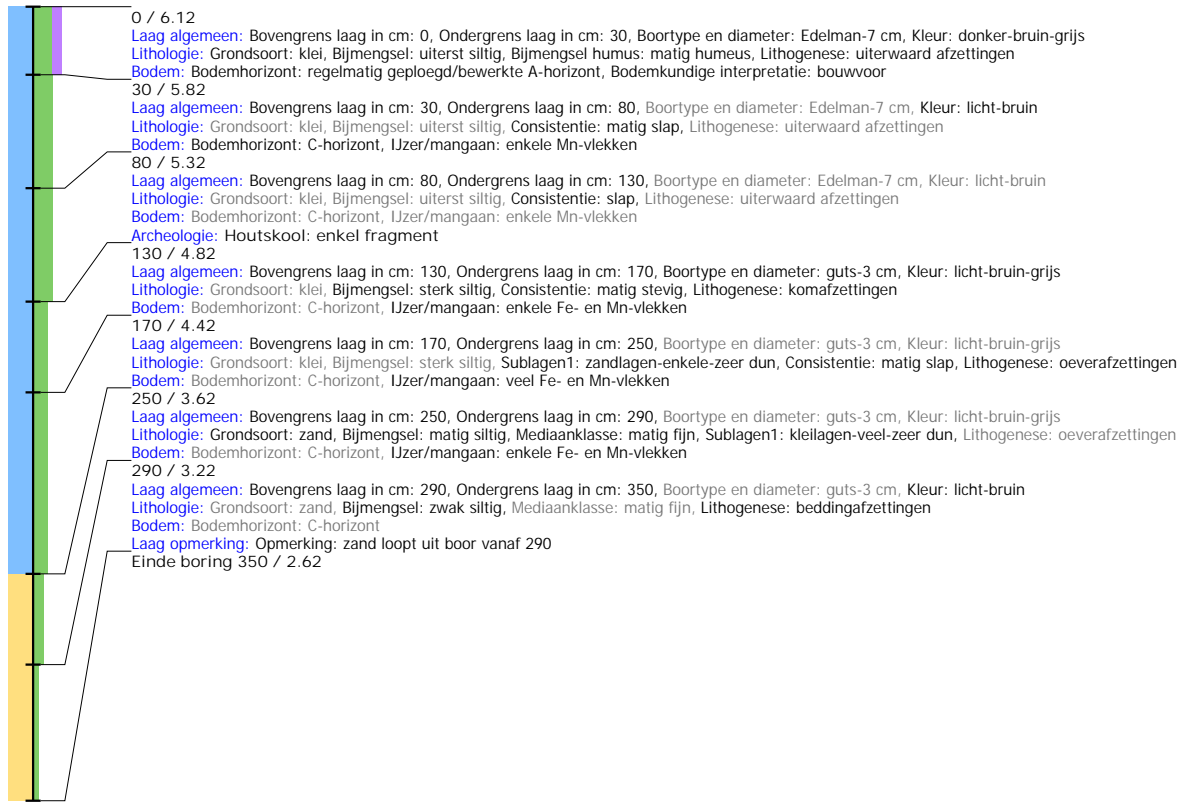 0 / 6.12
Laag algemeen: Bovengrens laag in cm: 0, Ondergrens laag in cm: 30, Boortype en diameter: Edelman-7 cm, Kleur: donker-bruin-grijs
Lithologie: Grondsoort: klei, Bijmengsel: uiterst siltig, Bijmengsel humus: matig humeus, Lithogenese: uiterwaard afzettingen
Bodem: Bodemhorizont: regelmatig geploegd/bewerkte A-horizont, Bodemkundige interpretatie: bouwvoor
30 / 5.82
Laag algemeen: Bovengrens laag in cm: 30, Ondergrens laag in cm: 80, Boortype en diameter: Edelman-7 cm, Kleur: licht-bruin
Lithologie: Grondsoort: klei, Bijmengsel: uiterst siltig, Consistentie: matig slap, Lithogenese: uiterwaard afzettingen
Bodem: Bodemhorizont: C-horizont, IJzer/mangaan: enkele Mn-vlekken
80 / 5.32
Laag algemeen: Bovengrens laag in cm: 80, Ondergrens laag in cm: 130, Boortype en diameter: Edelman-7 cm, Kleur: licht-bruin
Lithologie: Grondsoort: klei, Bijmengsel: uiterst siltig, Consistentie: slap, Lithogenese: uiterwaard afzettingen
Bodem: Bodemhorizont: C-horizont, IJzer/mangaan: enkele Mn-vlekken
Archeologie: Houtskool: enkel fragment
130 / 4.82
Laag algemeen: Bovengrens laag in cm: 130, Ondergrens laag in cm: 170, Boortype en diameter: guts-3 cm, Kleur: licht-bruin-grijs
Lithologie: Grondsoort: klei, Bijmengsel: sterk siltig, Consistentie: matig stevig, Lithogenese: komafzettingen
Bodem: Bodemhorizont: C-horizont, IJzer/mangaan: enkele Fe- en Mn-vlekken
170 / 4.42
Laag algemeen: Bovengrens laag in cm: 170, Ondergrens laag in cm: 250, Boortype en diameter: guts-3 cm, Kleur: licht-bruin-grijs
Lithologie: Grondsoort: klei, Bijmengsel: sterk siltig, Sublagen1: zandlagen-enkele-zeer dun, Consistentie: matig slap, Lithogenese: oeverafzettingen
Bodem: Bodemhorizont: C-horizont, IJzer/mangaan: veel Fe- en Mn-vlekken
250 / 3.62
Laag algemeen: Bovengrens laag in cm: 250, Ondergrens laag in cm: 290, Boortype en diameter: guts-3 cm, Kleur: licht-bruin-grijs
Lithologie: Grondsoort: zand, Bijmengsel: matig siltig, Mediaanklasse: matig fijn, Sublagen1: kleilagen-veel-zeer dun, Lithogenese: oeverafzettingen
Bodem: Bodemhorizont: C-horizont, IJzer/mangaan: enkele Fe- en Mn-vlekken
290 / 3.22
Laag algemeen: Bovengrens laag in cm: 290, Ondergrens laag in cm: 350, Boortype en diameter: guts-3 cm, Kleur: licht-bruin
Lithologie: Grondsoort: zand, Bijmengsel: zwak siltig, Mediaanklasse: matig fijn, Lithogenese: beddingafzettingen
Bodem: Bodemhorizont: C-horizont
Laag opmerking: Opmerking: zand loopt uit boor vanaf 290
Einde boring 350 / 2.62